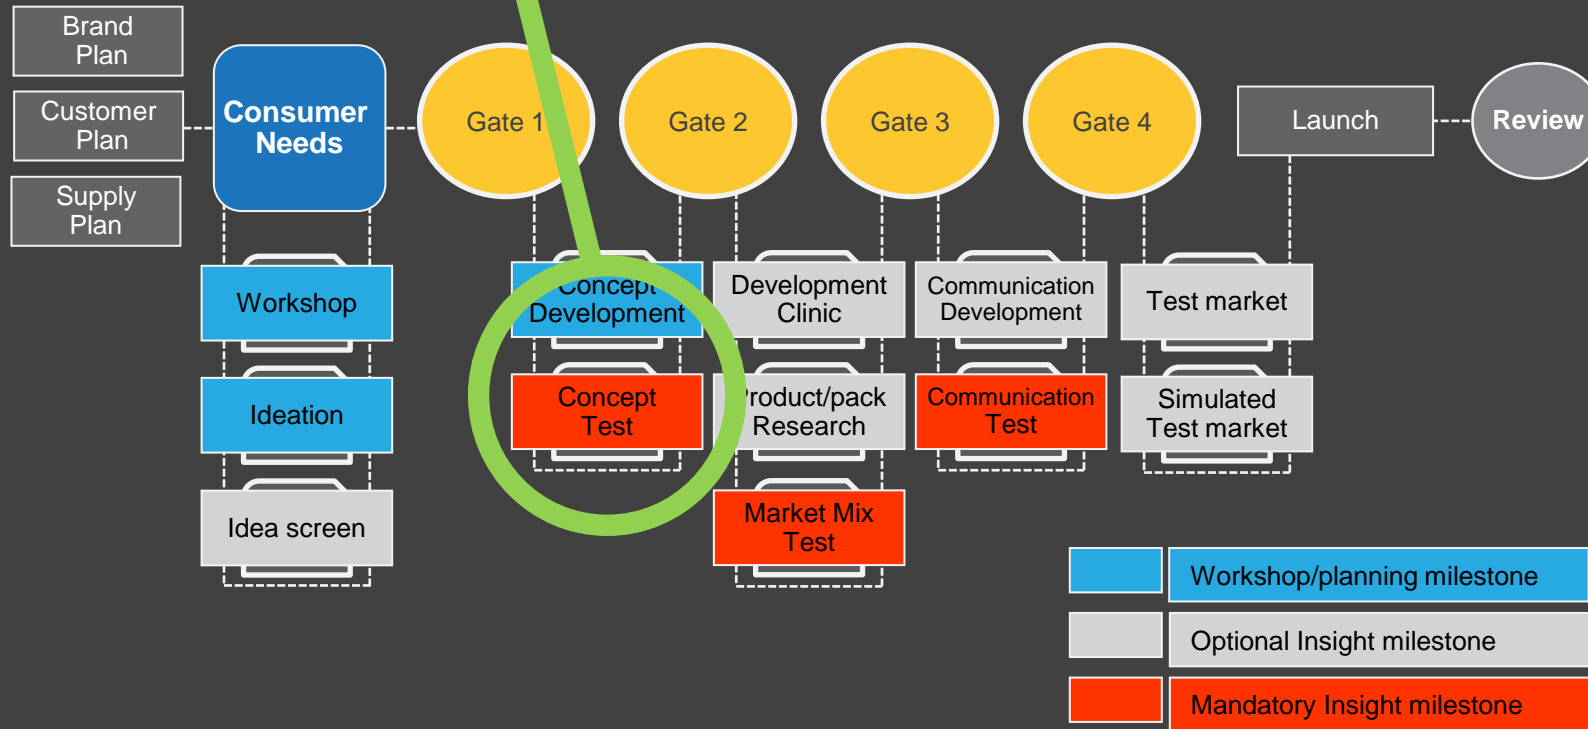 Brand
Plan
Customer
Plan
Supply
Plan
Consumer
Needs
Gate 1
Gate 2
Gate 3
Gate 4
Launch
Review
Workshop
Ideation
Idea screen
Concept
Development
Concept
Test
Development
Clinic
Product/pack
Research
Market Mix
Test
Communication
Development
Communication
Test
Test market
Simulated
Test market
Workshop/planning milestone
Optional Insight milestone
Mandatory Insight milestone